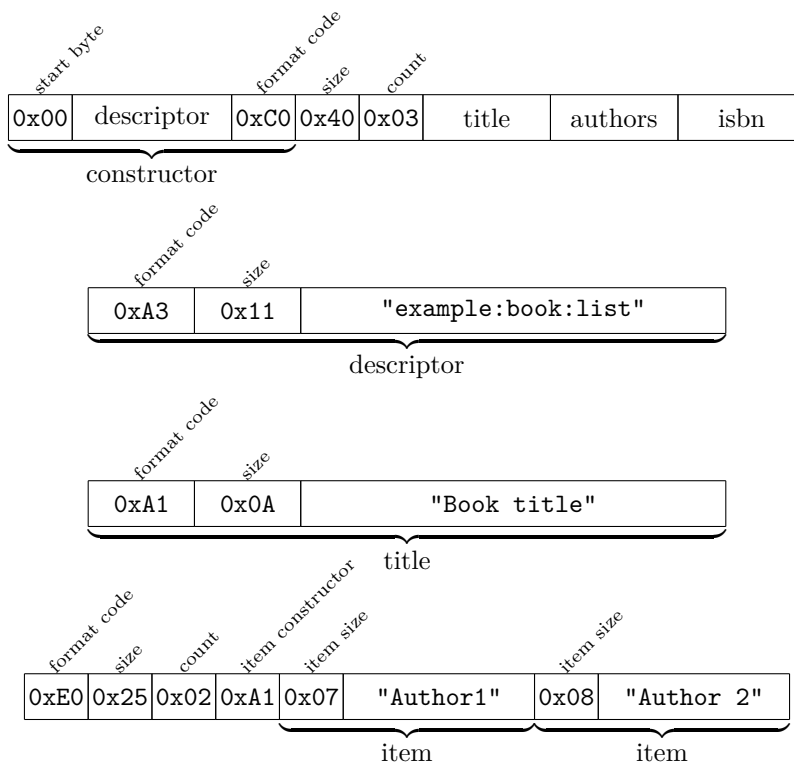 start byte format code size count
0x00 descriptor 0xC0 0x40 0x03 title authors isbn
constructor
format code size
0xA3 0x11 "example:book:list"
descriptor
format code size
0xA1 0x0A "Book title"
title
format code size count item constructor item size item size
0xE0 0x25 0x02 0xA1 0x07 "Author1" 0x08 "Author 2"
item item